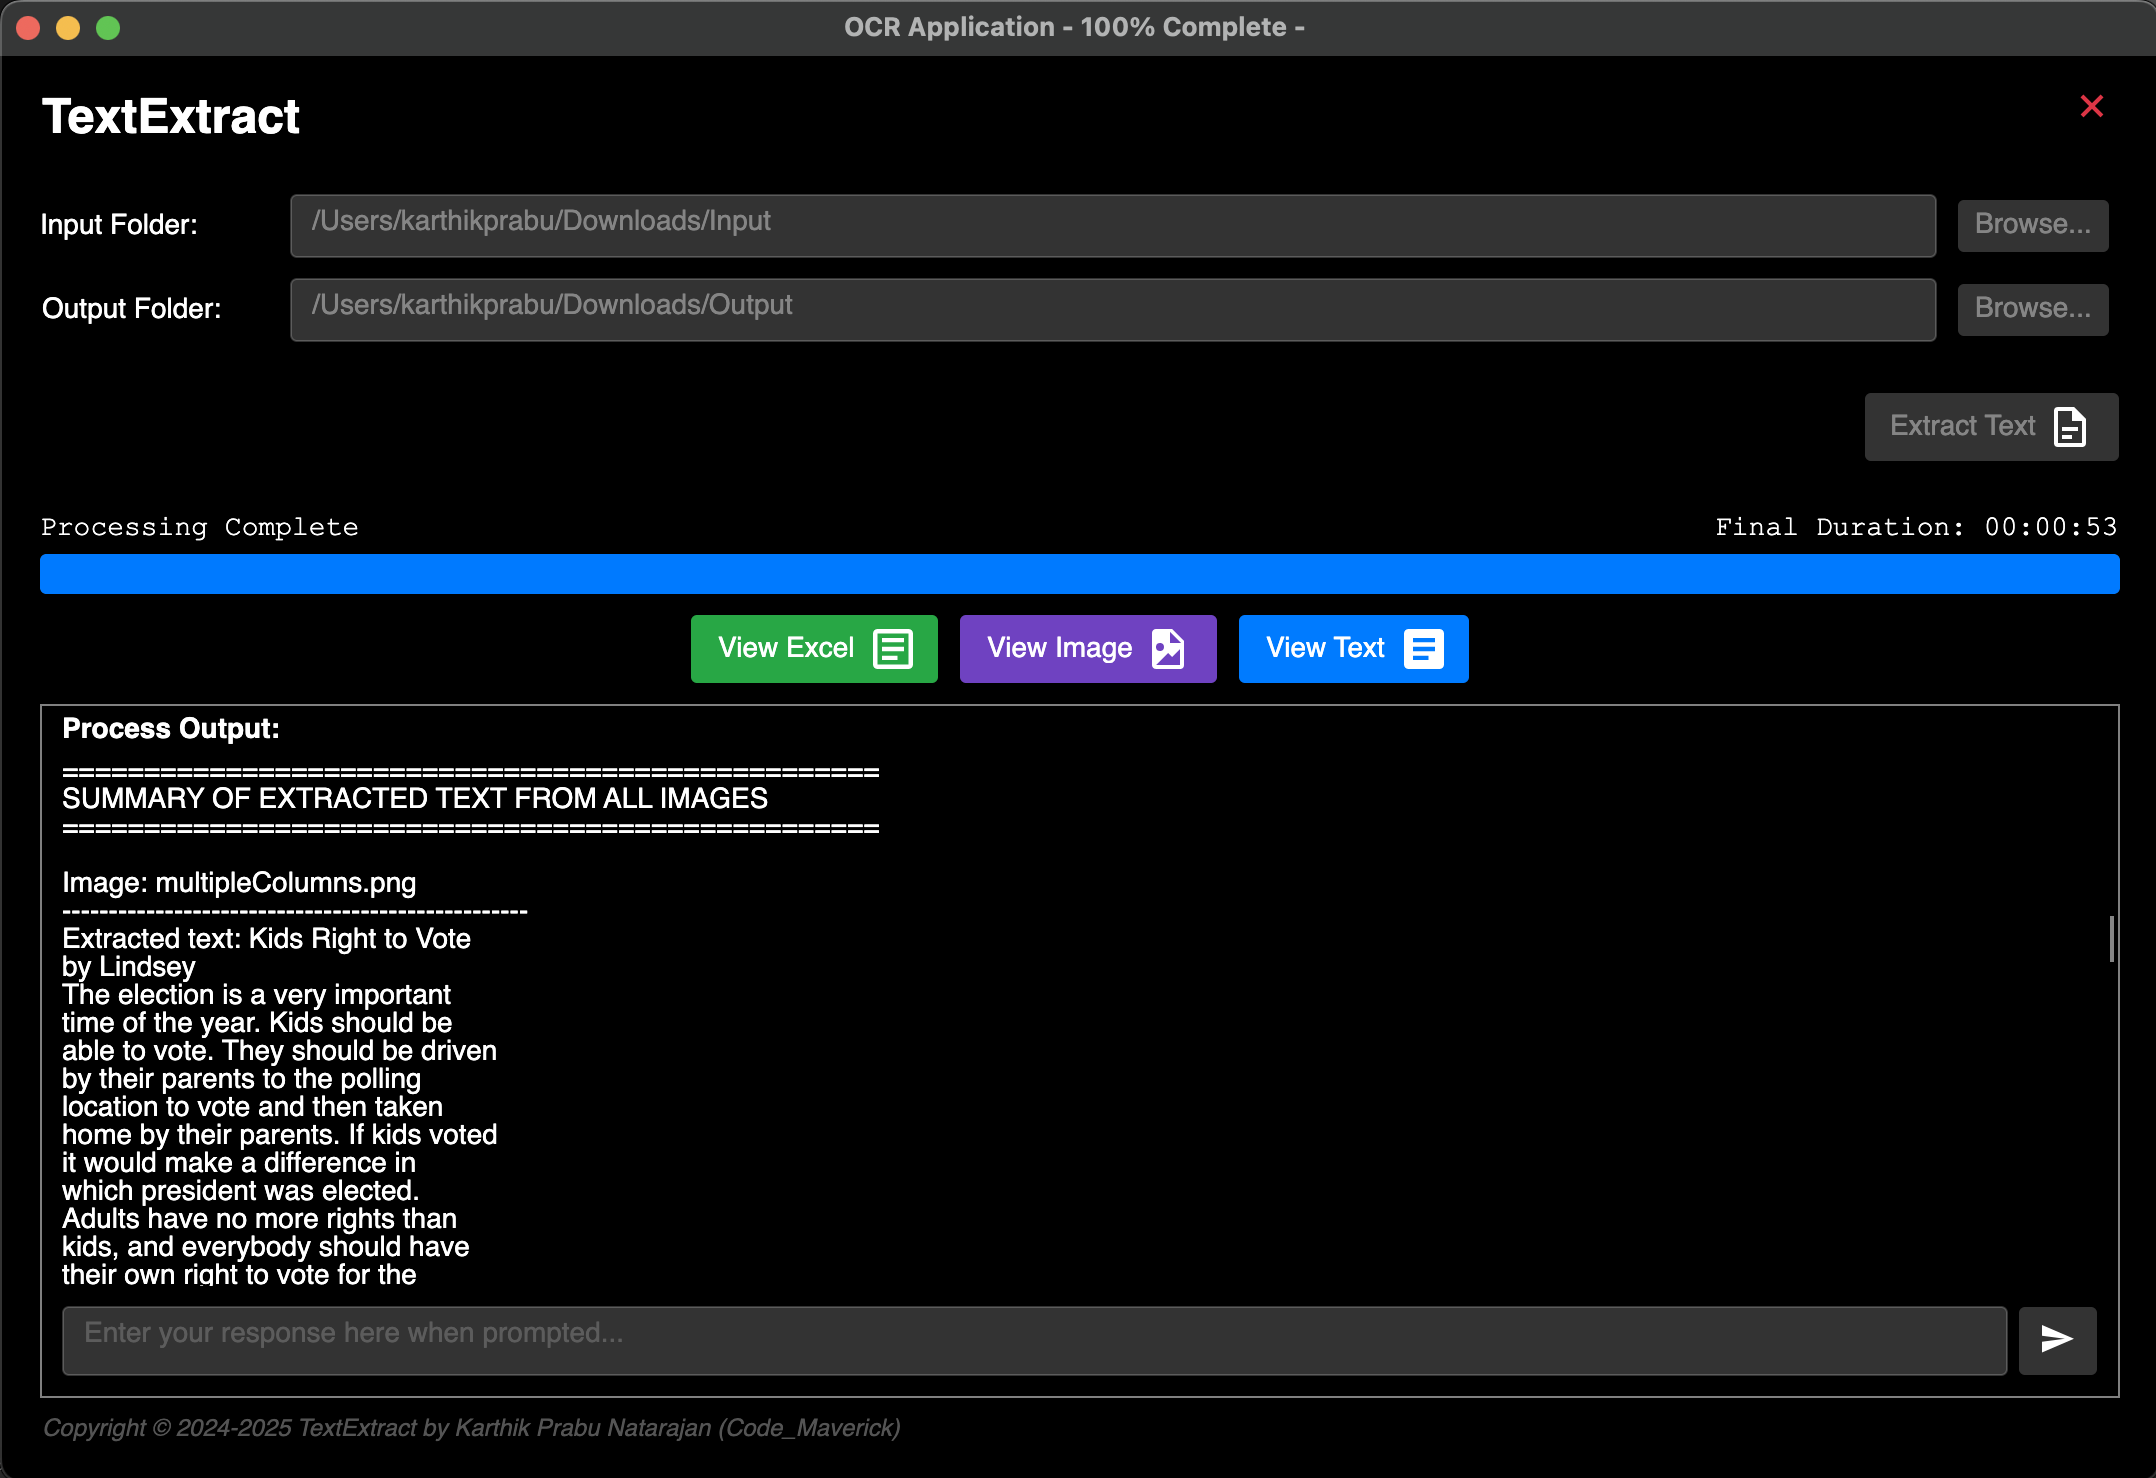 OCR Application - 100% Complete -
TextExtract
Input Folder:
/Users/karthikprabu/Downloads/Input
Browse...
Output Folder:
/Users/karthikprabu/Downloads/Output
Browse...
Extract Text
Processing Complete
Final Duration: 00:00:53
View Excel
View Image
View Text
Process Output:
==================================================
SUMMARY OF EXTRACTED TEXT FROM ALL IMAGES
==================================================
Image: multipleColumns.png
--------------------------------------------------
Extracted text: Kids Right to Vote
by Lindsey
The election is a very important
time of the year. Kids should be
able to vote. They should be driven
by their parents to the polling
location to vote and then taken
home by their parents. If kids voted
it would make a difference in
which president was elected.
Adults have no more rights than
kids, and everybody should have
their own right to vote for the
Enter your response here when prompted...
Copyright © 2024-2025 TextExtract by Karthik Prabu Natarajan (Code_Maverick)